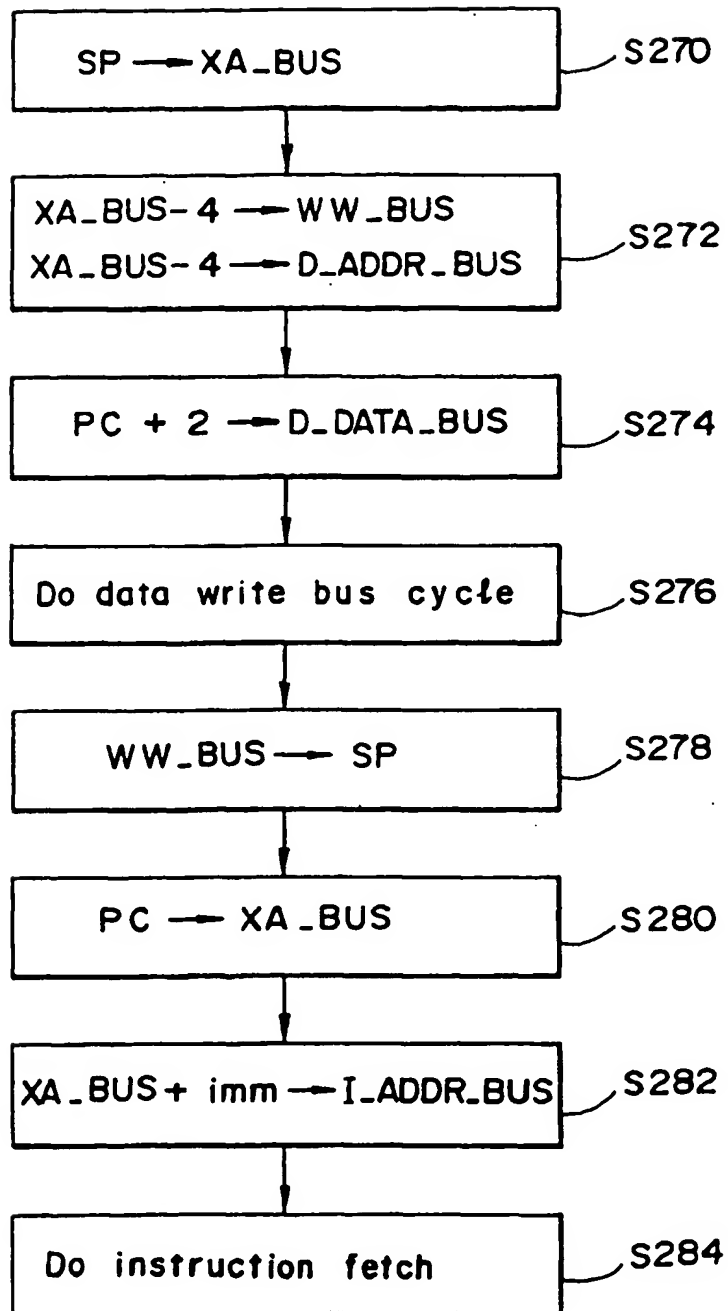 SP → XA_BUS
S270
XA_BUS-4 → WW_BUS
XA_BUS-4 → D_ADDR_BUS
S272
PC + 2 → D_DATA_BUS
S274
Do data write bus cycle
S276
WW_BUS → SP
S278
PC → XA_BUS
S280
XA_BUS+ imm → I_ADDR_BUS
S282
Do instruction fetch
S284